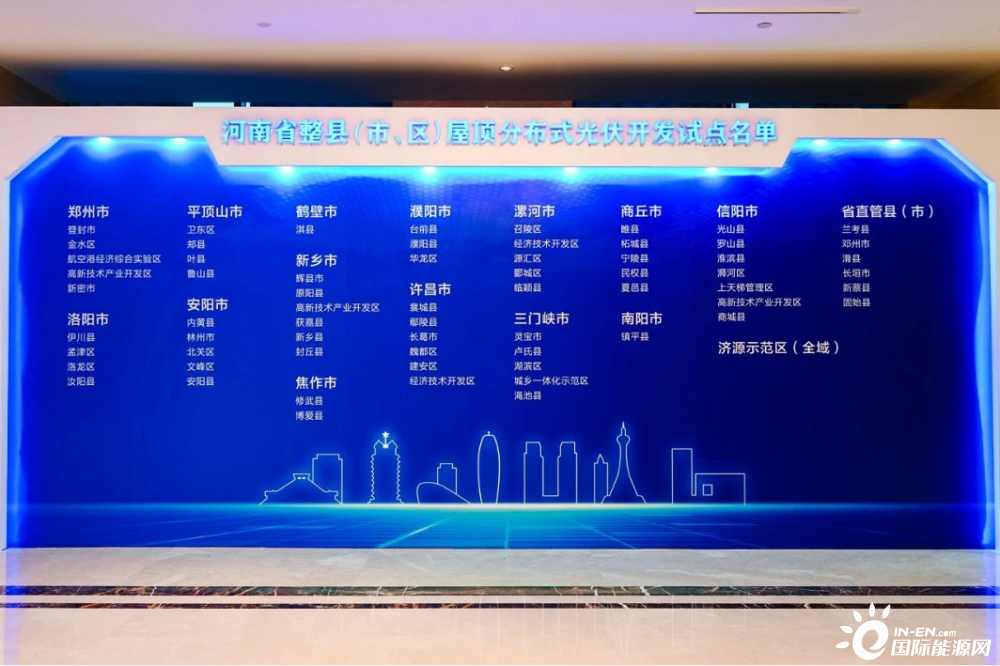 河南省整县(市、区)屋顶分布式光伏开发试点名单
郑州市
登封市
金水区
航空港经济综合实验区
高新技术产业开发区
新密市
洛阳市
伊川县
孟津区
洛龙区
汝阳县
平顶山市
卫东区
郏县
叶县
鲁山县
安阳市
内黄县
林州市
北关区
文峰区
安阳县
鹤壁市
淇县
新乡市
辉县市
原阳县
高新技术产业开发区
获嘉县
新乡县
封丘县
焦作市
修武县
博爱县
濮阳市
台前县
濮阳县
华龙区
许昌市
襄城县
鄢陵县
长葛市
魏都区
建安区
经济技术开发区
漯河市
召陵区
经济技术开发区
源汇区
郾城区
临颍县
三门峡市
灵宝市
卢氏县
湖滨区
城乡一体化示范区
渑池县
商丘市
睢县
柘城县
宁陵县
民权县
夏邑县
南阳市
镇平县
信阳市
光山县
罗山县
淮滨县
浉河区
上天梯管理区
高新技术产业开发区
商城县
济源示范区(全域)
省直管县(市)
兰考县
邓州市
滑县
长垣市
新蔡县
固始县
IN-EN.com
国际能源网